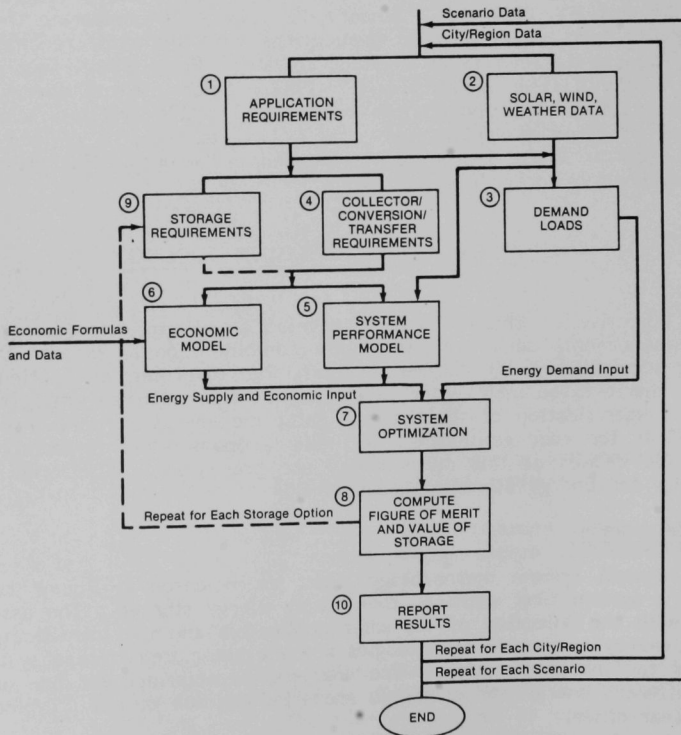 Scenario Data
City/Region Data
1
APPLICATION
REQUIREMENTS
2
SOLAR, WIND,
WEATHER DATA
9
STORAGE
REQUIREMENTS
4
COLLECTOR/
CONVERSION/
TRANSFER
REQUIREMENTS
3
DEMAND
LOADS
Economic Formulas
and Data
6
ECONOMIC
MODEL
5
SYSTEM
PERFORMANCE
MODEL
Energy Supply and Economic Input
Energy Demand Input
7
SYSTEM
OPTIMIZATION
Repeat for Each Storage Option
8
COMPUTE
FIGURE OF MERIT
AND VALUE OF
STORAGE
10
REPORT
RESULTS
Repeat for Each City/Region
Repeat for Each Scenario
END